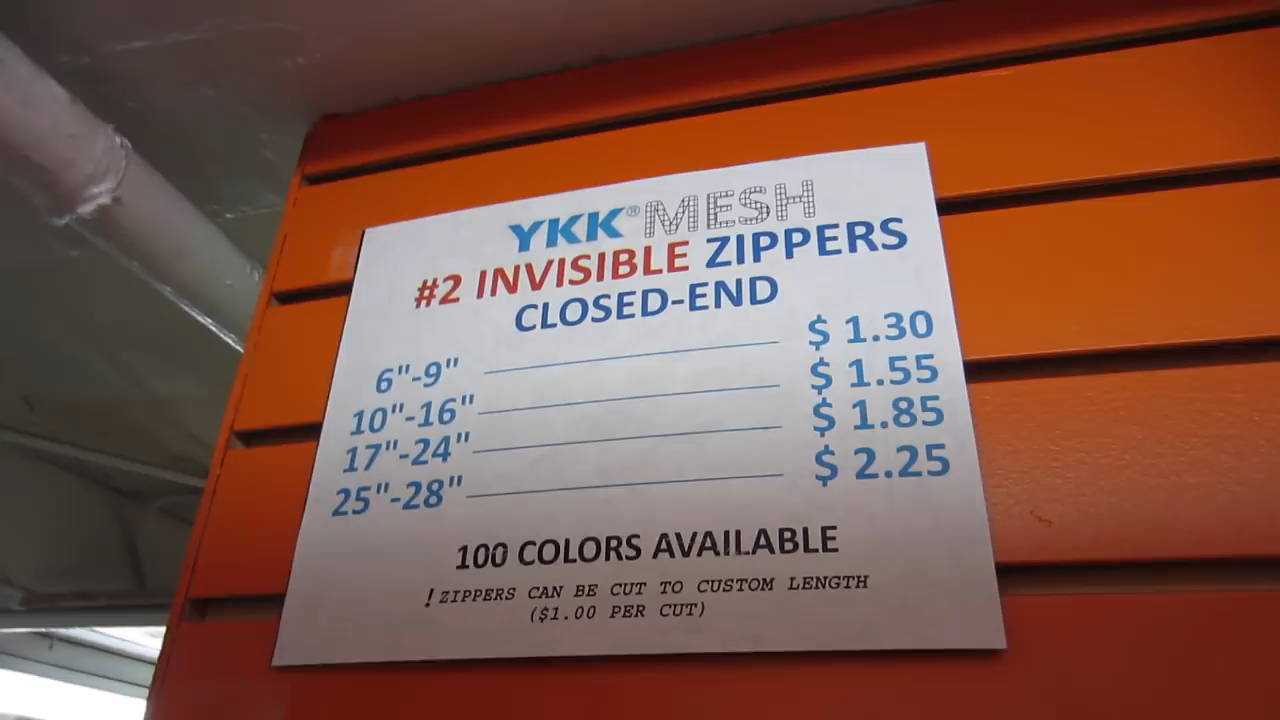 YKK® MESH
#2 INVISIBLE ZIPPERS
CLOSED-END
6"-9" $ 1.30
10"-16" $ 1.55
17"-24" $ 1.85
25"-28" $ 2.25
100 COLORS AVAILABLE
! ZIPPERS CAN BE CUT TO CUSTOM LENGTH
($1.00 PER CUT)